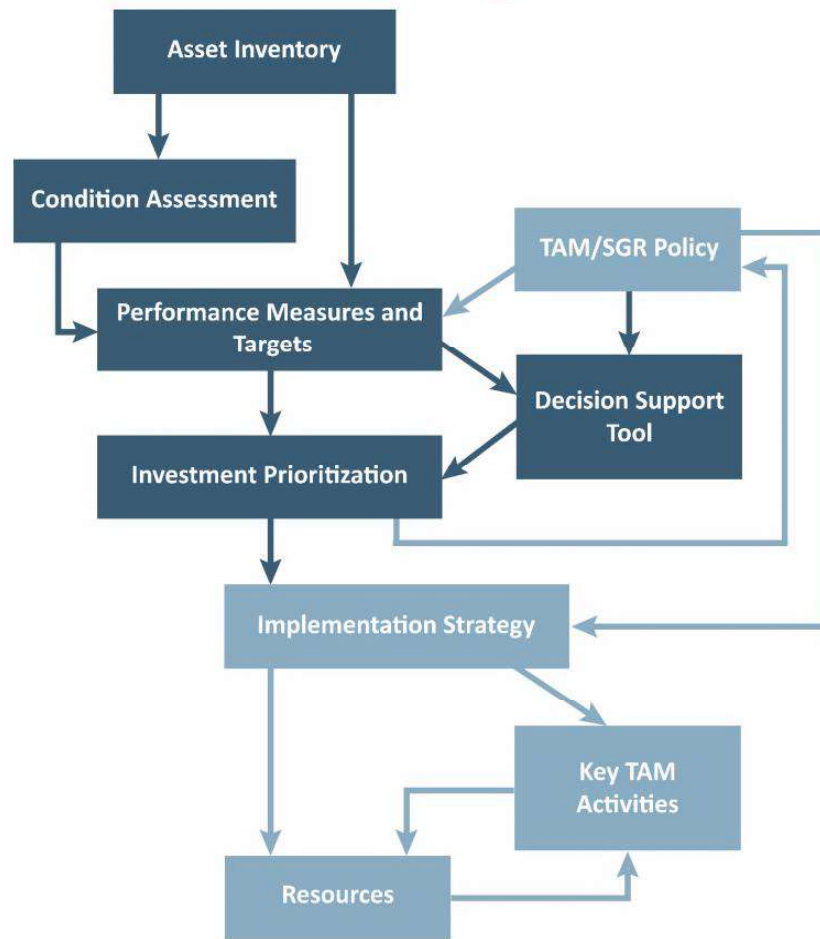 Asset Inventory
Condition Assessment
TAM/SGR Policy
Performance Measures and
Targets
Decision Support
Tool
Investment Prioritization
Implementation Strategy
Key TAM
Activities
Resources